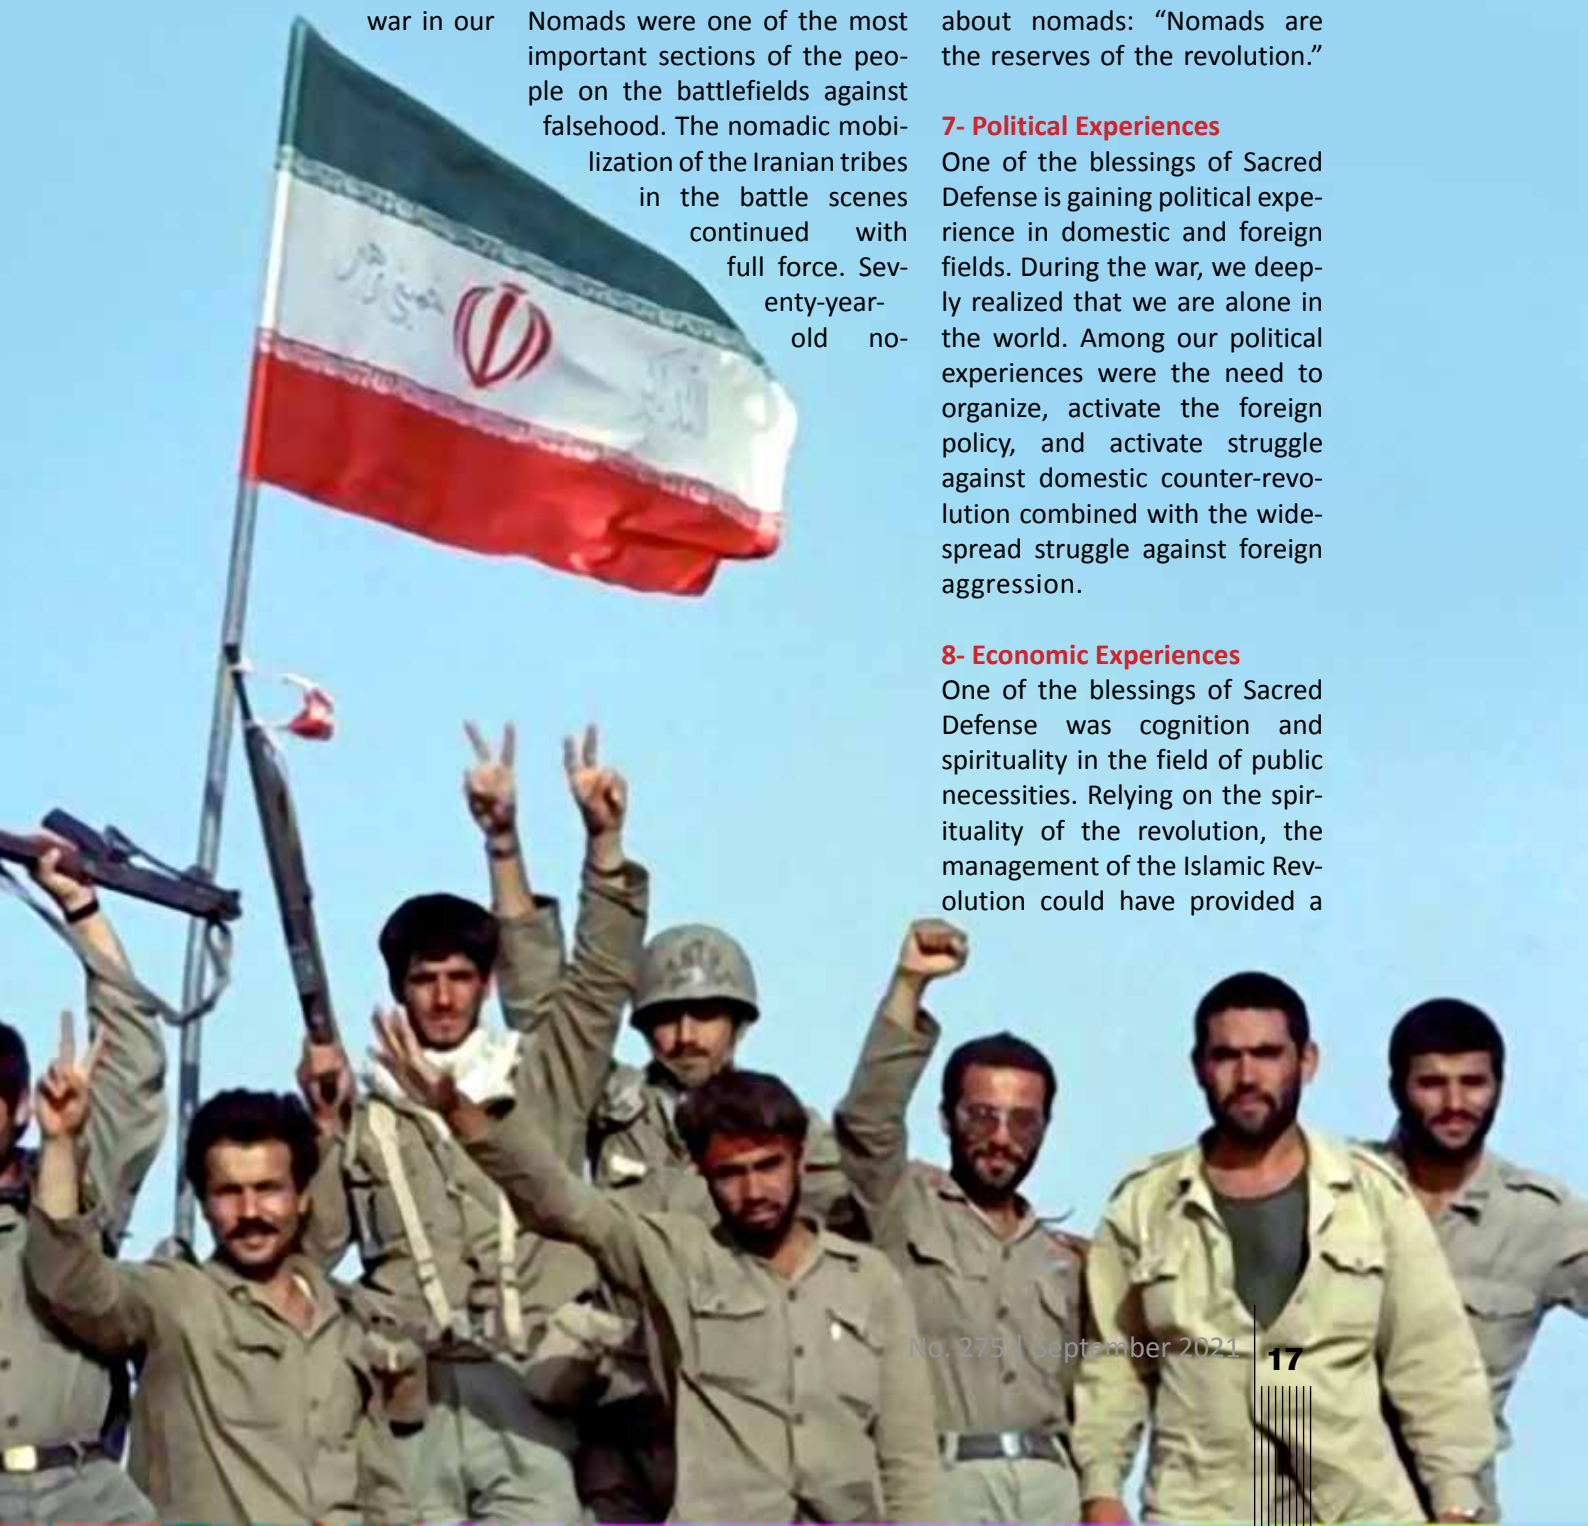 war in our
Nomads were one of the most
important sections of the peo-
ple on the battlefields against
falsehood. The nomadic mobi-
lization of the Iranian tribes
in the battle scenes
continued with
full force. Sev-
enty-year-
old no-
about nomads: “Nomads are
the reserves of the revolution.”
7- Political Experiences
One of the blessings of Sacred
Defense is gaining political expe-
rience in domestic and foreign
fields. During the war, we deep-
ly realized that we are alone in
the world. Among our political
experiences were the need to
organize, activate the foreign
policy, and activate struggle
against domestic counter-revo-
lution combined with the wide-
spread struggle against foreign
aggression.
8- Economic Experiences
One of the blessings of Sacred
Defense was cognition and
spirituality in the field of public
necessities. Relying on the spir-
ituality of the revolution, the
management of the Islamic Rev-
olution could have provided a
No. 275 | September 2021
17